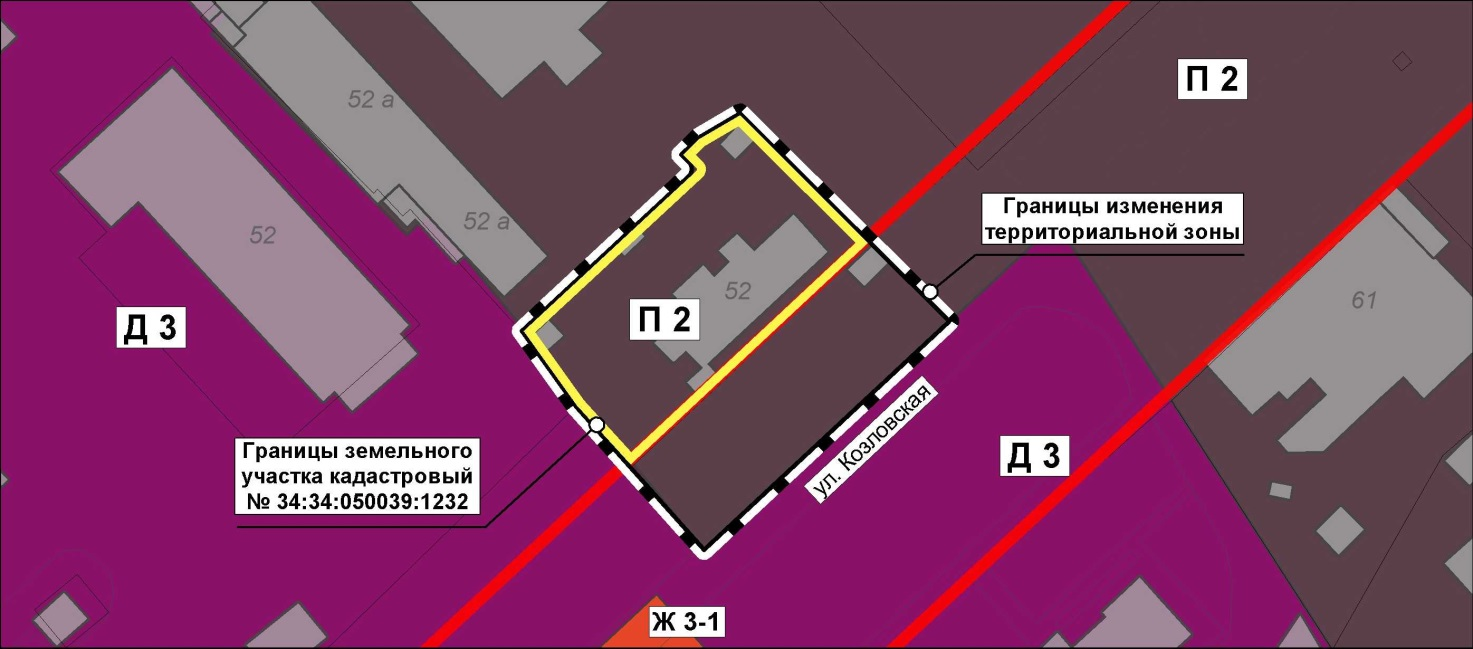 52 а
П 2
52 а
Границы изменения
территориальной зоны
52
52
61
П 2
Д 3
ул. Козловская
Границы земельного
участка кадастровый
№ 34:34:050039:1232
Д 3
Ж 3-1